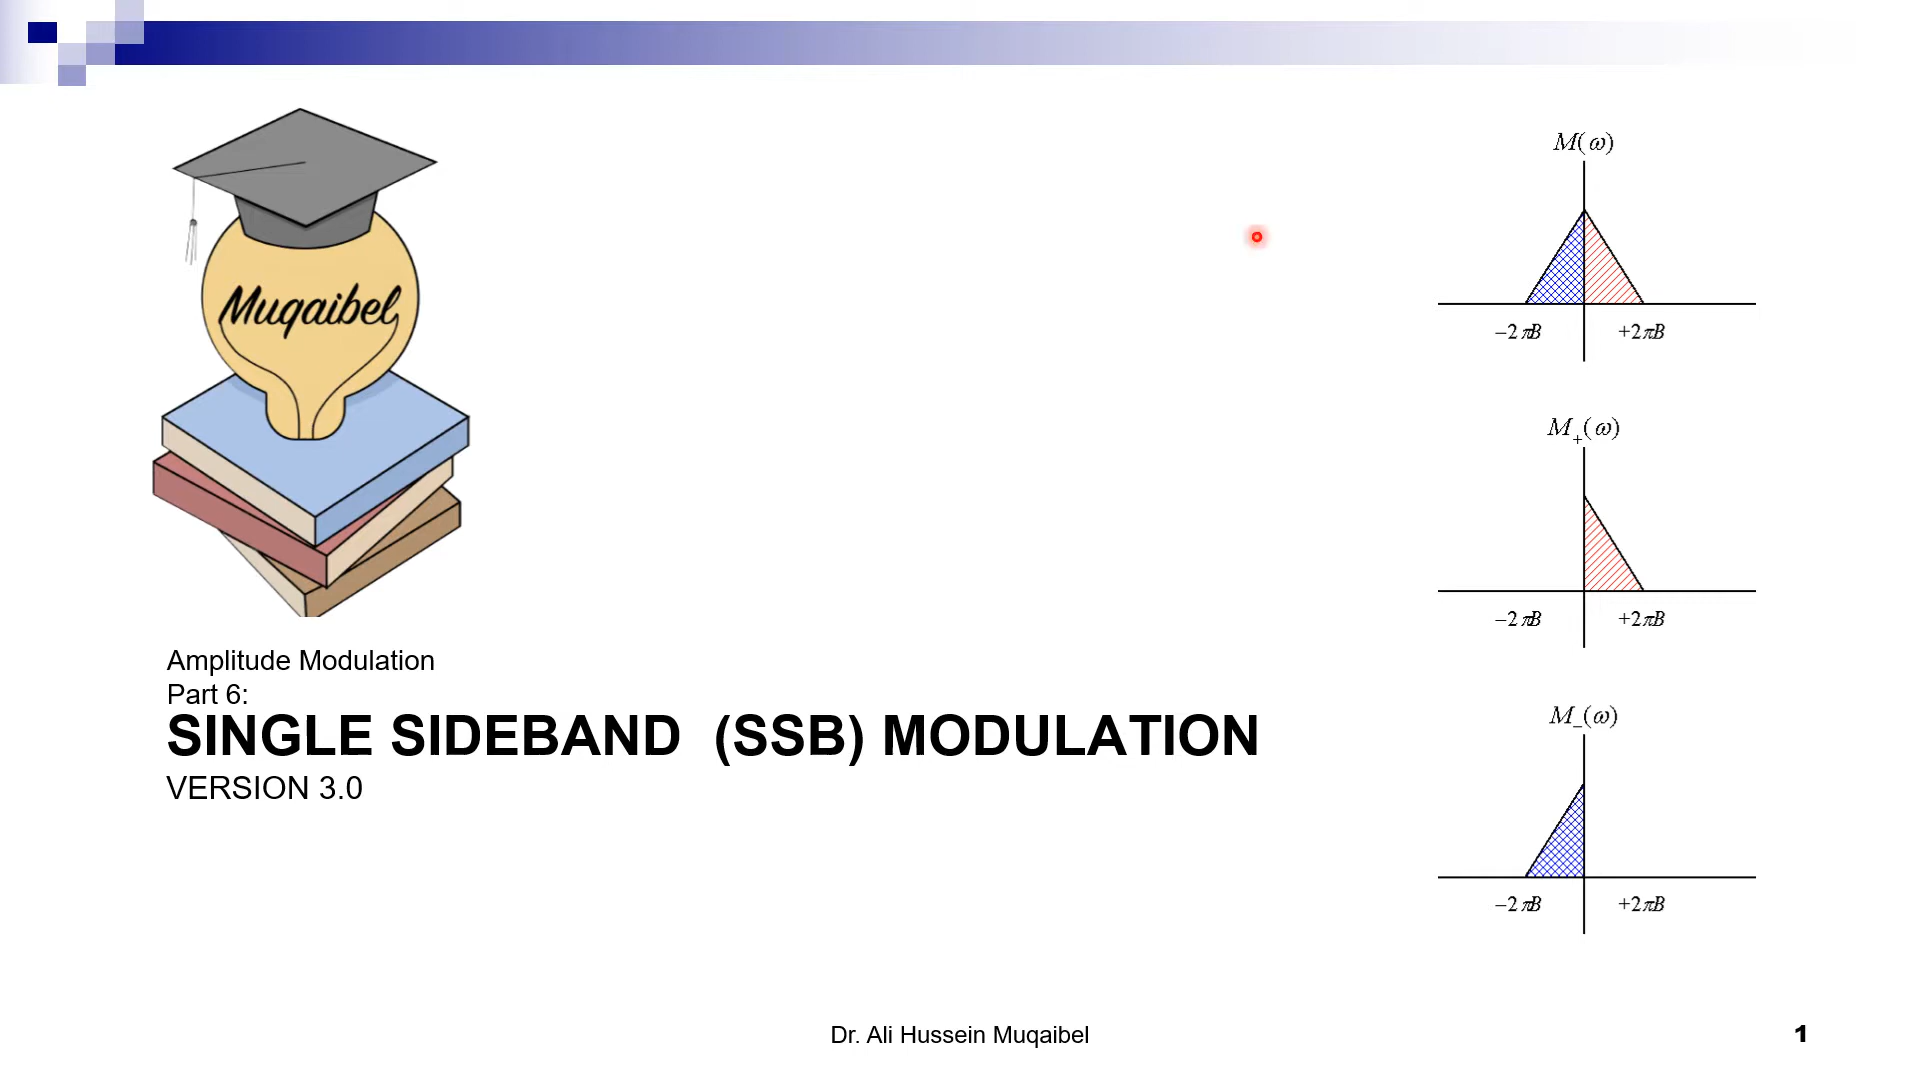 Muqaibel
Amplitude Modulation
Part 6:
SINGLE SIDEBAND (SSB) MODULATION
VERSION 3.0
M(ω)
−2πB +2πB
M₊(ω)
−2πB +2πB
M₋(ω)
−2πB +2πB
Dr. Ali Hussein Muqaibel
1